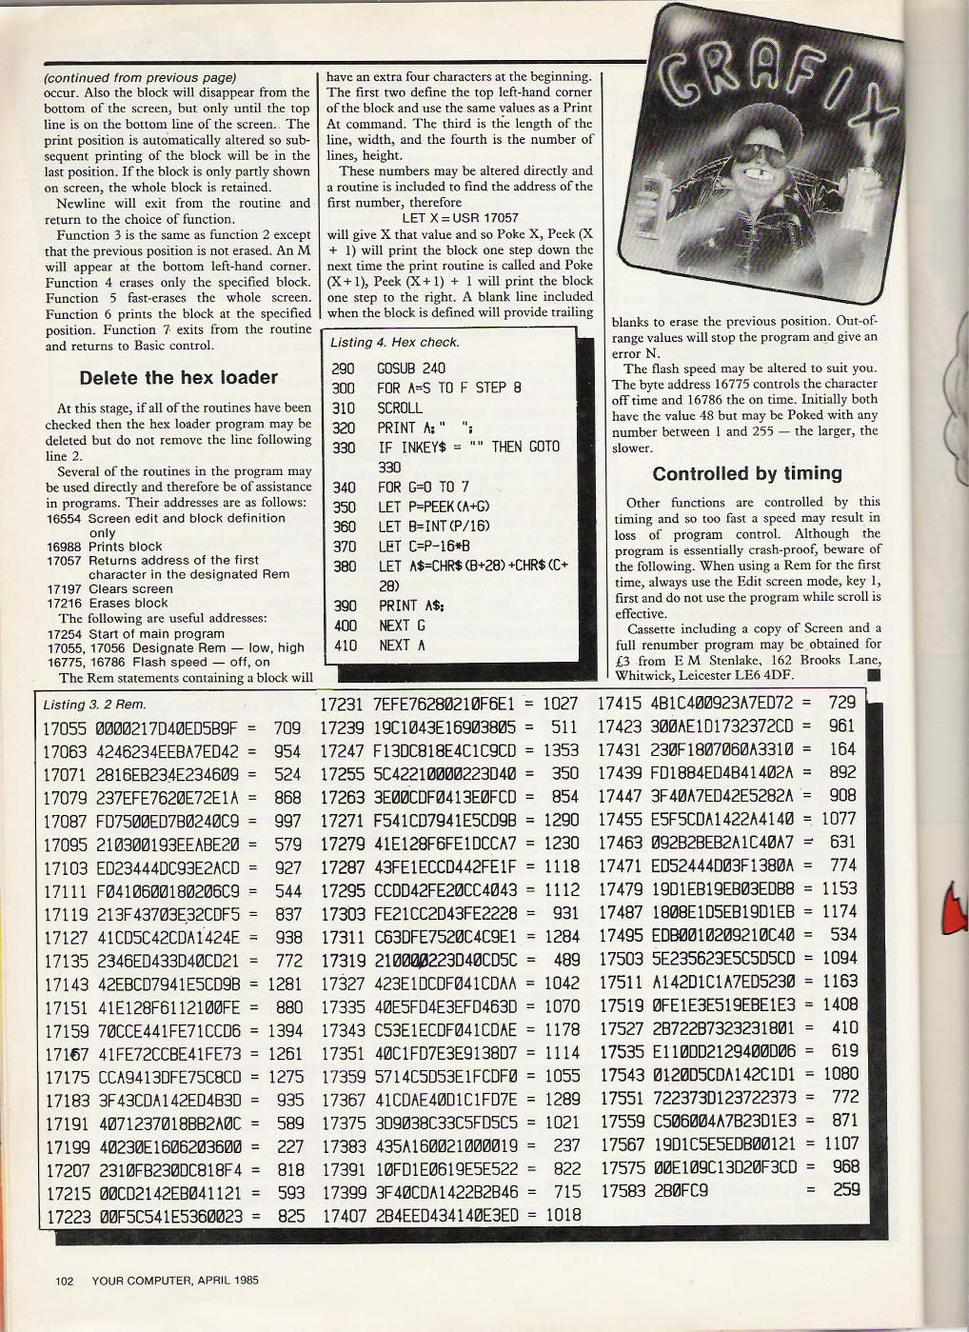 (continued from previous page)
occur. Also the block will disappear from the
bottom of the screen, but only until the top
line is on the bottom line of the screen. The
print position is automatically altered so sub-
sequent printing of the block will be in the
last position. If the block is only partly shown
on screen, the whole block is retained.
Newline will exit from the routine and
return to the choice of function.
Function 3 is the same as function 2 except
that the previous position is not erased. An M
will appear at the bottom left-hand corner.
Function 4 erases only the specified block.
Function 5 fast-erases the whole screen.
Function 6 prints the block at the specified
position. Function 7 exits from the routine
and returns to Basic control.
Delete the hex loader
At this stage, if all of the routines have been
checked then the hex loader program may be
deleted but do not remove the line following
line 2.
Several of the routines in the program may
be used directly and therefore be of assistance
in programs. Their addresses are as follows:
16554 Screen edit and block definition
only
16988 Prints block
17057 Returns address of the first
character in the designated Rem
17197 Clears screen
17216 Erases block
The following are useful addresses:
17254 Start of main program
17055, 17056 Designate Rem — low, high
16775, 16786 Flash speed — off, on
The Rem statements containing a block will
have an extra four characters at the beginning.
The first two define the top left-hand corner
of the block and use the same values as a Print
At command. The third is the length of the
line, width, and the fourth is the number of
lines, height.
These numbers may be altered directly and
a routine is included to find the address of the
first number, therefore
LET X = USR 17057
will give X that value and so Poke X, Peek (X
+ 1) will print the block one step down the
next time the print routine is called and Poke
(X+1), Peek (X+1) + 1 will print the block
one step to the right. A blank line included
when the block is defined will provide trailing
Listing 4. Hex check.
290 GOSUB 240
300 FOR A=S TO F STEP 8
310 SCROLL
320 PRINT A;"  ";
330 IF INKEY$ = "" THEN GOTO
330
340 FOR G=0 TO 7
350 LET P=PEEK(A+G)
360 LET B=INT(P/16)
370 LET C=P-16*B
380 LET A$=CHR$(B+28)+CHR$(C+
28)
390 PRINT A$;
400 NEXT G
410 NEXT A
GRAFIX
blanks to erase the previous position. Out-of-
range values will stop the program and give an
error N.
The flash speed may be altered to suit you.
The byte address 16775 controls the character
off time and 16786 the on time. Initially both
have the value 48 but may be Poked with any
number between 1 and 255 — the larger, the
slower.
Controlled by timing
Other functions are controlled by this
timing and so too fast a speed may result in
loss of program control. Although the
program is essentially crash-proof, beware of
the following. When using a Rem for the first
time, always use the Edit screen mode, key 1,
first and do not use the program while scroll is
effective.
Cassette including a copy of Screen and a
full renumber program may be obtained for
£3 from E M Stenlake, 162 Brooks Lane,
Whitwick, Leicester LE6 4DF.
Listing 3. 2 Rem.
17055 0000217D40ED5B9F = 709
17063 4246234EEBA7ED42 = 954
17071 2816EB234E234609 = 524
17079 237EFE7620E72E1A = 868
17087 FD7500ED7B0240C9 = 997
17095 210300193EEABE20 = 579
17103 ED23444DC93E2ACD = 927
17111 F0410600180206C9 = 544
17119 213F43703E32CDF5 = 837
17127 41CD5C42CDA1424E = 938
17135 2346ED433D40CD21 = 772
17143 42EBCD7941E5CD9B = 1281
17151 41E128F6112100FE = 880
17159 70CCE441FE71CCD6 = 1394
17167 41FE72CCBE41FE73 = 1261
17175 CCA9413DFE75C8CD = 1275
17183 3F43CDA142ED4B3D = 935
17191 4071237018BB2A0C = 589
17199 40230E1606203600 = 227
17207 2310FB230DC818F4 = 818
17215 00CD2142EB041121 = 593
17223 00F5C541E5360023 = 825
17231 7EFE76280210F6E1 = 1027
17239 19C1043E16903805 = 511
17247 F13DC818E4C1C9CD = 1353
17255 5C42210000223D40 = 350
17263 3E00CDF0413E0FCD = 854
17271 F541CD7941E5CD9B = 1290
17279 41E128F6FE1DCCA7 = 1230
17287 43FE1ECCD442FE1F = 1118
17295 CCDD42FE20CC4043 = 1112
17303 FE21CC2D43FE2228 = 931
17311 C63DFE7520C4C9E1 = 1284
17319 210000223D40CD5C = 489
17327 423E1DCDF041CDAA = 1042
17335 40E5FD4E3EFD463D = 1070
17343 C53E1ECDF041CDAE = 1178
17351 40C1FD7E3E9138D7 = 1114
17359 5714C5D53E1FCDF0 = 1055
17367 41CDAE40D1C1FD7E = 1289
17375 3D9038C33C5FD5C5 = 1021
17383 435A160021000019 = 237
17391 10FD1E0619E5E522 = 822
17399 3F40CDA1422B2B46 = 715
17407 2B4EED434140E3ED = 1018
17415 4B1C400923A7ED72 = 729
17423 300AE1D1732372CD = 961
17431 230F1807060A3310 = 164
17439 FD1884ED4B41402A = 892
17447 3F40A7ED42E5282A = 908
17455 E5F5CDA1422A4140 = 1077
17463 092B2BEB2A1C40A7 = 631
17471 ED52444D03F1380A = 774
17479 19D1EB19EB03EDB8 = 1153
17487 1808E1D5EB19D1EB = 1174
17495 EDB0010209210C40 = 534
17503 5E235623E5C5D5CD = 1094
17511 A142D1C1A7ED5230 = 1163
17519 0FE1E3E519EBE1E3 = 1408
17527 2B722B7323231801 = 410
17535 E110DD2129400D06 = 619
17543 0120D5CDA142C1D1 = 1080
17551 722373D123722373 = 772
17559 C506004A7B23D1E3 = 871
17567 19D1C5E5EDB00121 = 1107
17575 00E109C13D20F3CD = 968
17583 2B0FC9 = 259
102 YOUR COMPUTER, APRIL 1985